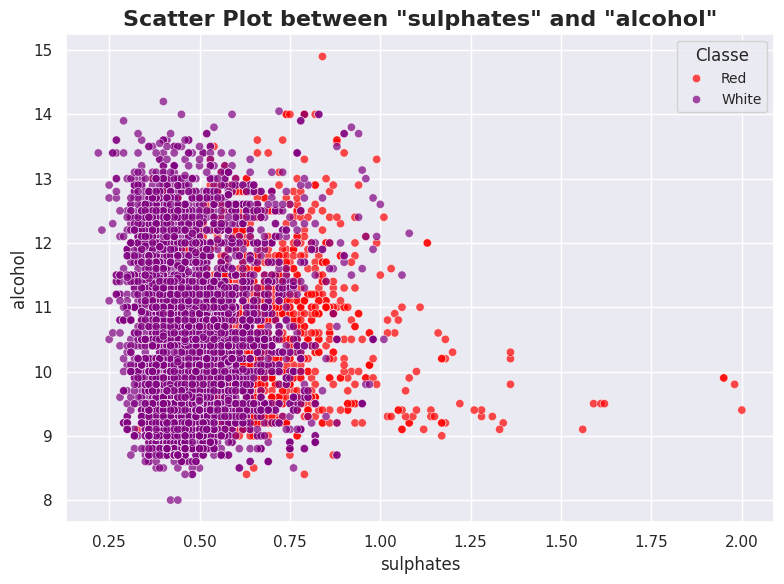 Scatter Plot between "sulphates" and "alcohol"
Classe
Red
White
15
14
13
12
11
10
9
8
alcohol
0.25 0.50 0.75 1.00 1.25 1.50 1.75 2.00
sulphates